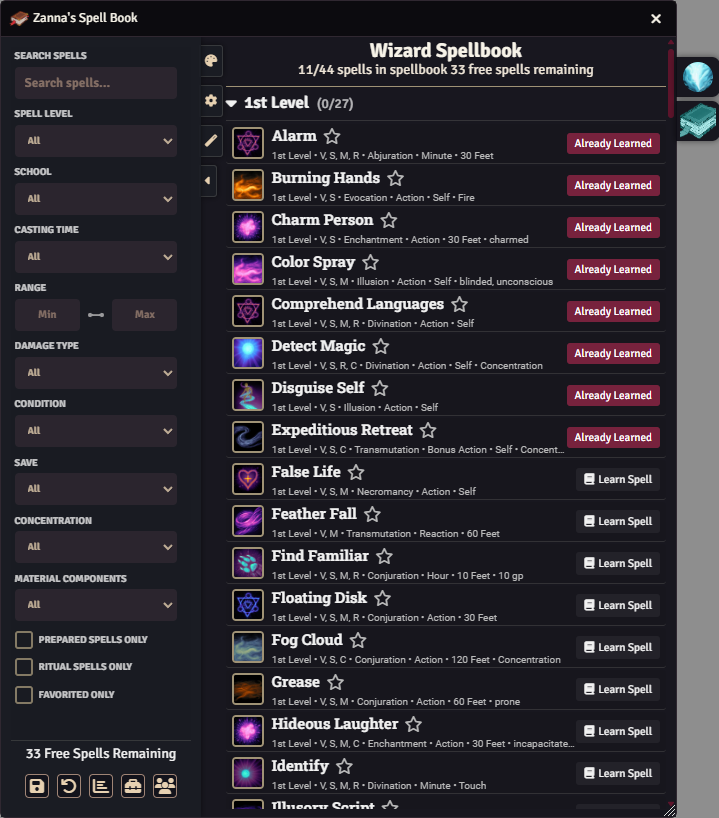 Zanna's Spell Book
SEARCH SPELLS
Search spells...
SPELL LEVEL
All
SCHOOL
All
CASTING TIME
All
RANGE
Min
Max
DAMAGE TYPE
All
CONDITION
All
SAVE
All
CONCENTRATION
All
MATERIAL COMPONENTS
All
PREPARED SPELLS ONLY
RITUAL SPELLS ONLY
FAVORITED ONLY
33 Free Spells Remaining
Wizard Spellbook
11/44 spells in spellbook 33 free spells remaining
1st Level (0/27)
Alarm
1st Level • V, S, M, R • Abjuration • Minute • 30 Feet
Already Learned
Burning Hands
1st Level • V, S • Evocation • Action • Self • Fire
Already Learned
Charm Person
1st Level • V, S • Enchantment • Action • 30 Feet • charmed
Already Learned
Color Spray
1st Level • V, S, M • Illusion • Action • Self • blinded, unconscious
Already Learned
Comprehend Languages
1st Level • V, S, M, R • Divination • Action • Self
Already Learned
Detect Magic
1st Level • V, S, R, C • Divination • Action • Self • Concentration
Already Learned
Disguise Self
1st Level • V, S • Illusion • Action • Self
Already Learned
Expeditious Retreat
1st Level • V, S, C • Transmutation • Bonus Action • Self • Concent...
Already Learned
False Life
1st Level • V, S, M • Necromancy • Action • Self
Learn Spell
Feather Fall
1st Level • V, M • Transmutation • Reaction • 60 Feet
Learn Spell
Find Familiar
1st Level • V, S, M, R • Conjuration • Hour • 10 Feet • 10 gp
Learn Spell
Floating Disk
1st Level • V, S, M, R • Conjuration • Action • 30 Feet
Learn Spell
Fog Cloud
1st Level • V, S, C • Conjuration • Action • 120 Feet • Concentration
Learn Spell
Grease
1st Level • V, S, M • Conjuration • Action • 60 Feet • prone
Learn Spell
Hideous Laughter
1st Level • V, S, M, C • Enchantment • Action • 30 Feet • incapacitate...
Learn Spell
Identify
1st Level • V, S, M, R • Divination • Minute • Touch
Learn Spell
Illusory Script